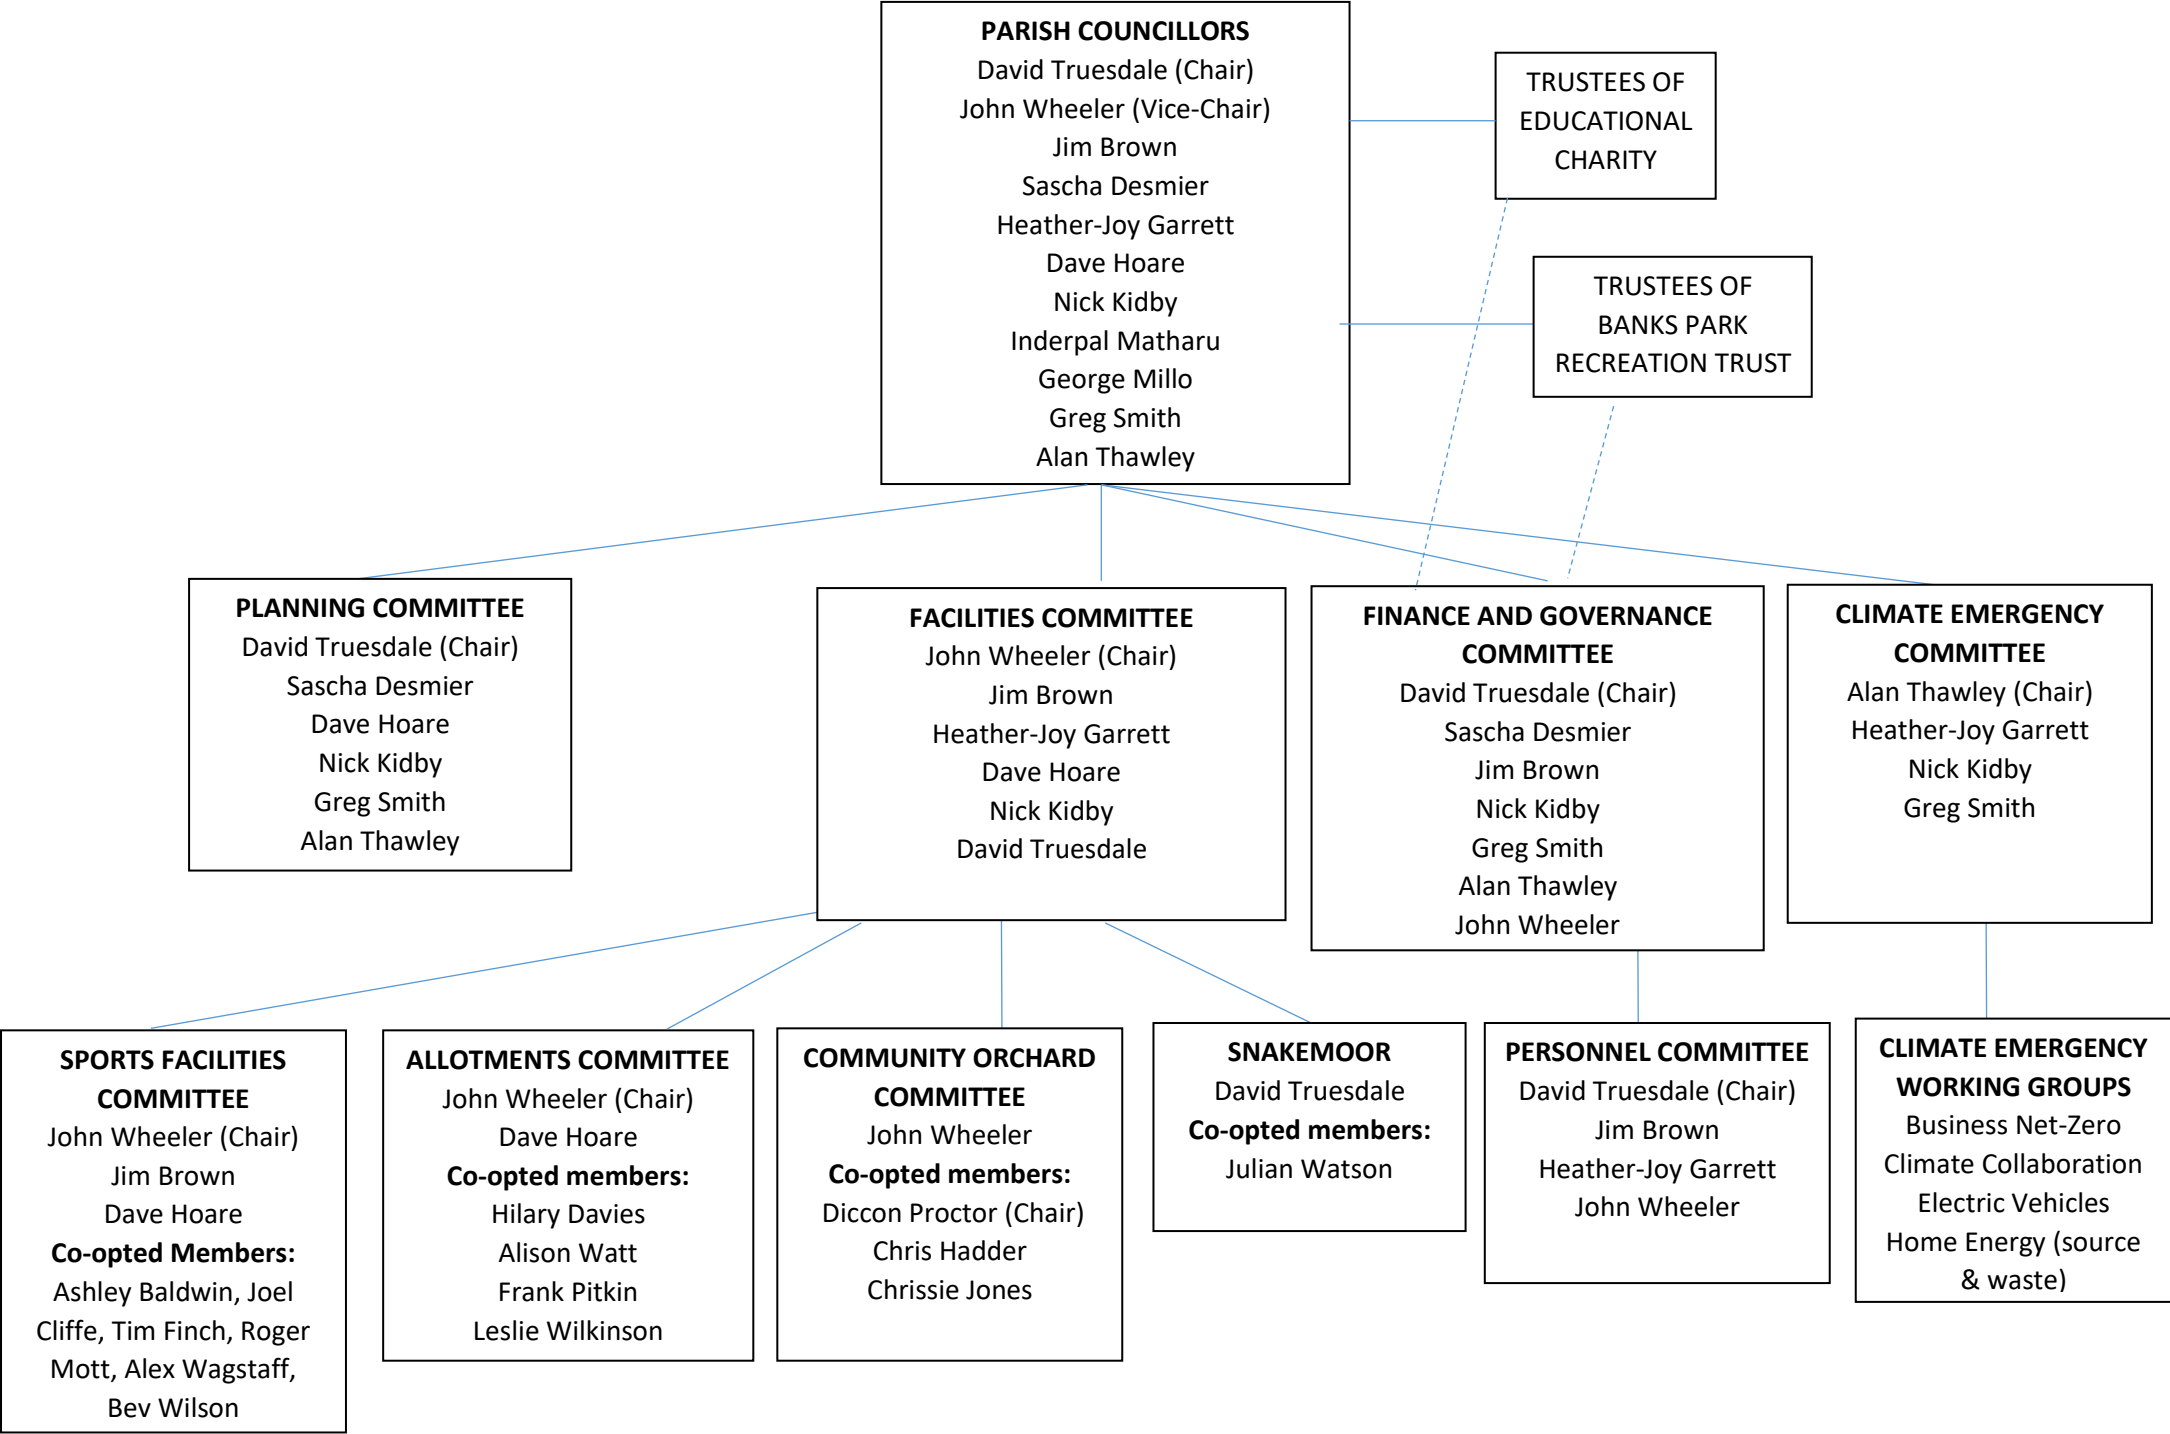 PARISH COUNCILLORS
David Truesdale (Chair)
John Wheeler (Vice-Chair)
Jim Brown
Sascha Desmier
Heather-Joy Garrett
Dave Hoare
Nick Kidby
Inderpal Matharu
George Millo
Greg Smith
Alan Thawley
TRUSTEES OF
EDUCATIONAL
CHARITY
TRUSTEES OF
BANKS PARK
RECREATION TRUST
PLANNING COMMITTEE
David Truesdale (Chair)
Sascha Desmier
Dave Hoare
Nick Kidby
Greg Smith
Alan Thawley
FACILITIES COMMITTEE
John Wheeler (Chair)
Jim Brown
Heather-Joy Garrett
Dave Hoare
Nick Kidby
David Truesdale
FINANCE AND GOVERNANCE
COMMITTEE
David Truesdale (Chair)
Sascha Desmier
Jim Brown
Nick Kidby
Greg Smith
Alan Thawley
John Wheeler
CLIMATE EMERGENCY
COMMITTEE
Alan Thawley (Chair)
Heather-Joy Garrett
Nick Kidby
Greg Smith
SPORTS FACILITIES
COMMITTEE
John Wheeler (Chair)
Jim Brown
Dave Hoare
Co-opted Members:
Ashley Baldwin, Joel
Cliffe, Tim Finch, Roger
Mott, Alex Wagstaff,
Bev Wilson
ALLOTMENTS COMMITTEE
John Wheeler (Chair)
Dave Hoare
Co-opted members:
Hilary Davies
Alison Watt
Frank Pitkin
Leslie Wilkinson
COMMUNITY ORCHARD
COMMITTEE
John Wheeler
Co-opted members:
Diccon Proctor (Chair)
Chris Hadder
Chrissie Jones
SNAKEMOOR
David Truesdale
Co-opted members:
Julian Watson
PERSONNEL COMMITTEE
David Truesdale (Chair)
Jim Brown
Heather-Joy Garrett
John Wheeler
CLIMATE EMERGENCY
WORKING GROUPS
Business Net-Zero
Climate Collaboration
Electric Vehicles
Home Energy (source
& waste)